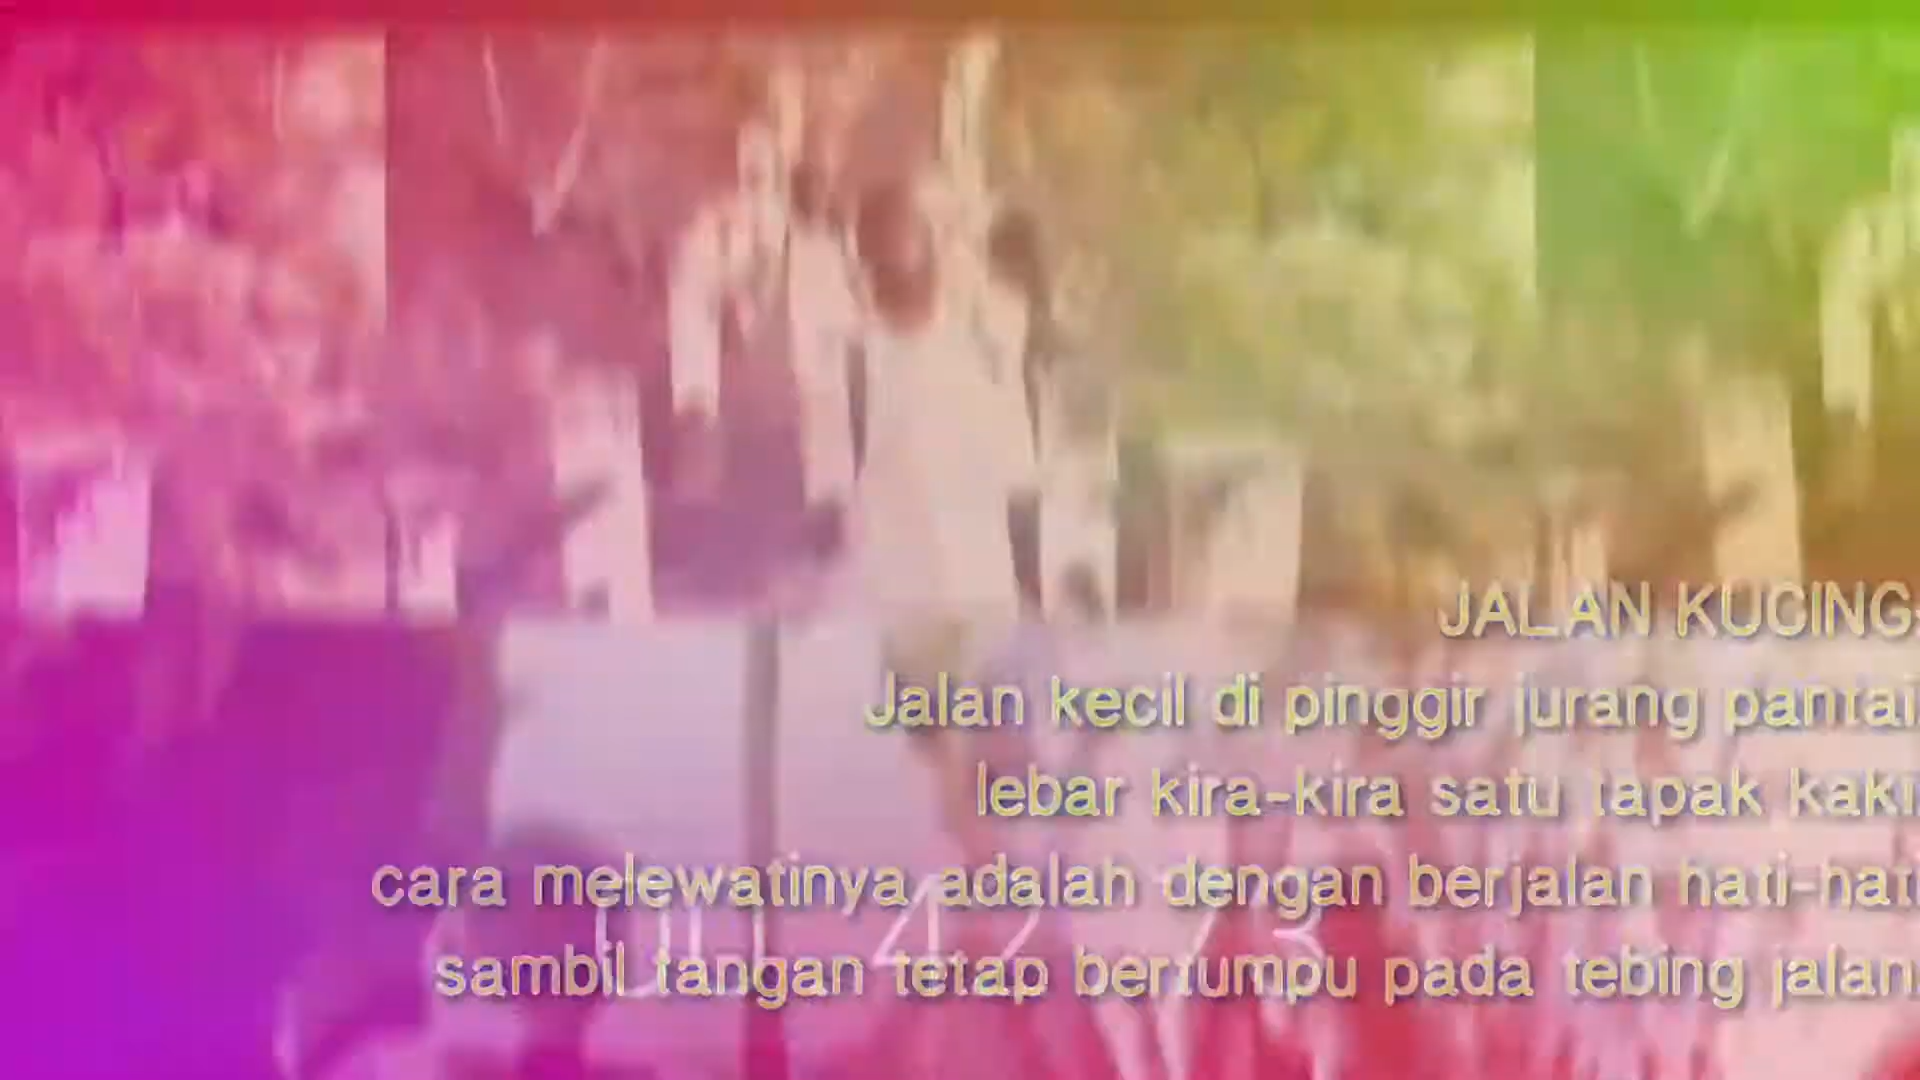 JALAN KUCING
Jalan kecil di pinggir jurang pantai
lebar kira-kira satu tapak kaki
cara melewatinya adalah dengan berjalan hati-hati
sambil tangan tetap bertumpu pada tebing jalan.